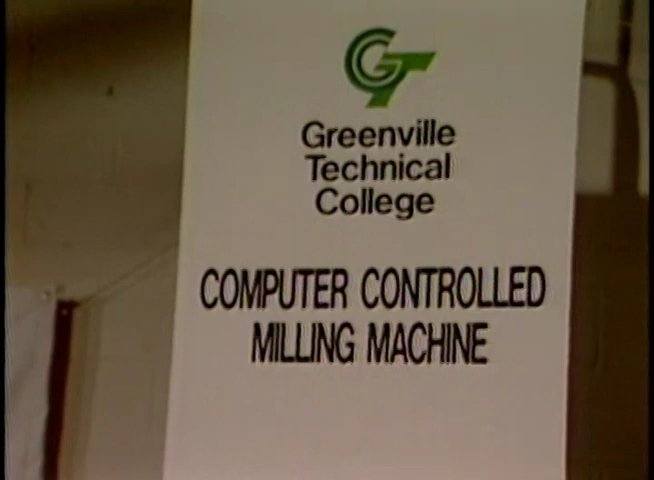 GT
Greenville
Technical
College
COMPUTER CONTROLLED
MILLING MACHINE